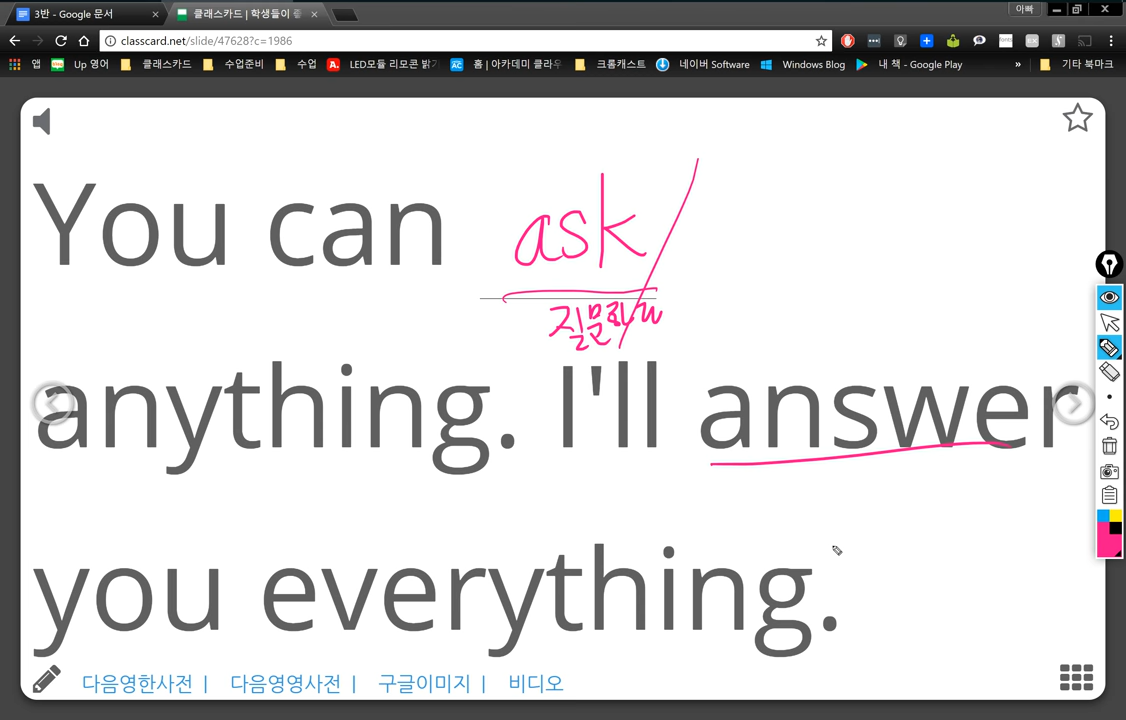 3반 - Google 문서
클래스카드 | 학생들이 좋
아빠
classcard.net/slide/47628?c=1986
앱 Up 영어 클래스카드 수업준비 수업 LED모듈 리모콘 밝기 홈 | 아카데미 클라우 크롬캐스트 네이버 Software Windows Blog 내 책 - Google Play » 기타 북마크
You can ask
질문하다
anything. I'll answer
you everything.
다음영한사전 | 다음영영사전 | 구글이미지 | 비디오